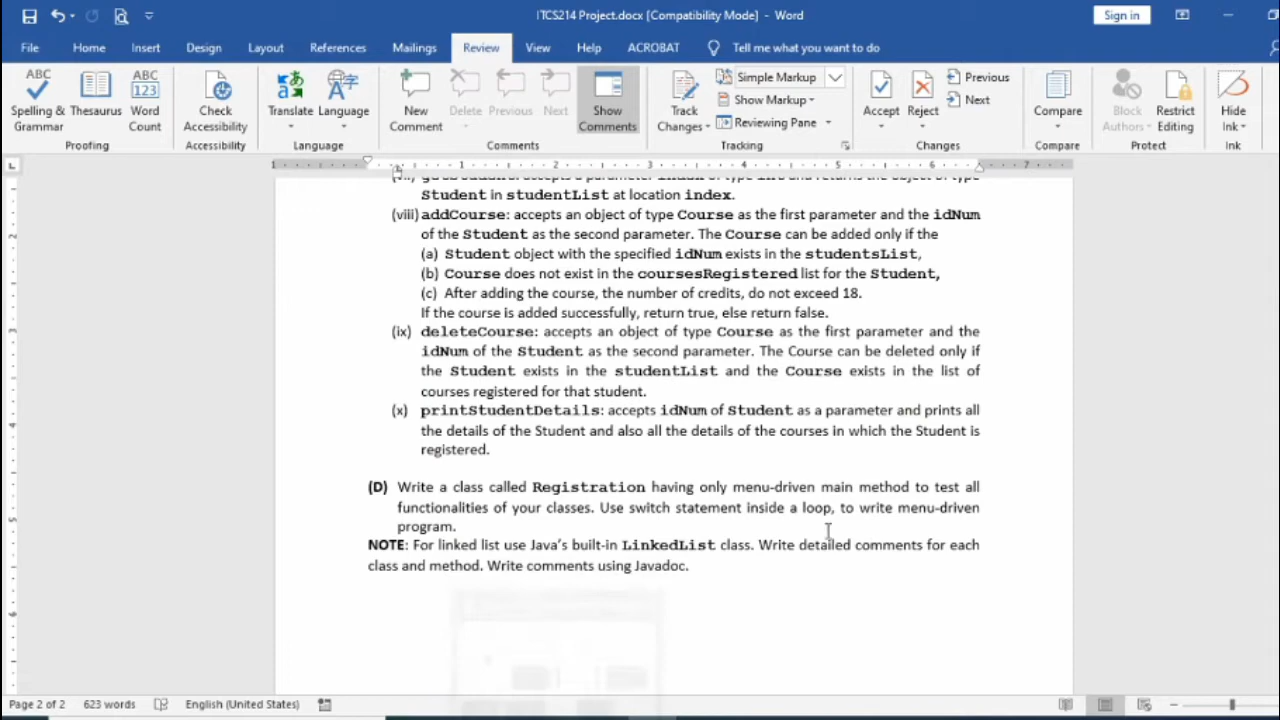 ITCS214 Project.docx [Compatibility Mode] - Word
Sign in
File Home Insert Design Layout References Mailings Review View Help ACROBAT Tell me what you want to do
ABC
Spelling & Grammar
Thesaurus
ABC 123
Word Count
Check Accessibility
Translate
Language
New Comment
Delete
Previous
Next
Show Comments
Track Changes
Simple Markup
Show Markup
Reviewing Pane
Accept
Reject
Previous
Next
Compare
Block Authors
Restrict Editing
Hide Ink
Proofing Accessibility Language Comments Tracking Changes Compare Protect Ink
1 1 2 3 4 5 6 7
Student in studentList at location index.
(viii) addCourse: accepts an object of type Course as the first parameter and the idNum
of the Student as the second parameter. The Course can be added only if the
(a) Student object with the specified idNum exists in the studentsList,
(b) Course does not exist in the coursesRegistered list for the Student,
(c) After adding the course, the number of credits, do not exceed 18.
If the course is added successfully, return true, else return false.
(ix) deleteCourse: accepts an object of type Course as the first parameter and the
idNum of the Student as the second parameter. The Course can be deleted only if
the Student exists in the studentList and the Course exists in the list of
courses registered for that student.
(x) printStudentDetails: accepts idNum of Student as a parameter and prints all
the details of the Student and also all the details of the courses in which the Student is
registered.
(D) Write a class called Registration having only menu-driven main method to test all
functionalities of your classes. Use switch statement inside a loop, to write menu-driven
program.
NOTE: For linked list use Java's built-in LinkedList class. Write detailed comments for each
class and method. Write comments using Javadoc.
Page 2 of 2 623 words English (United States)